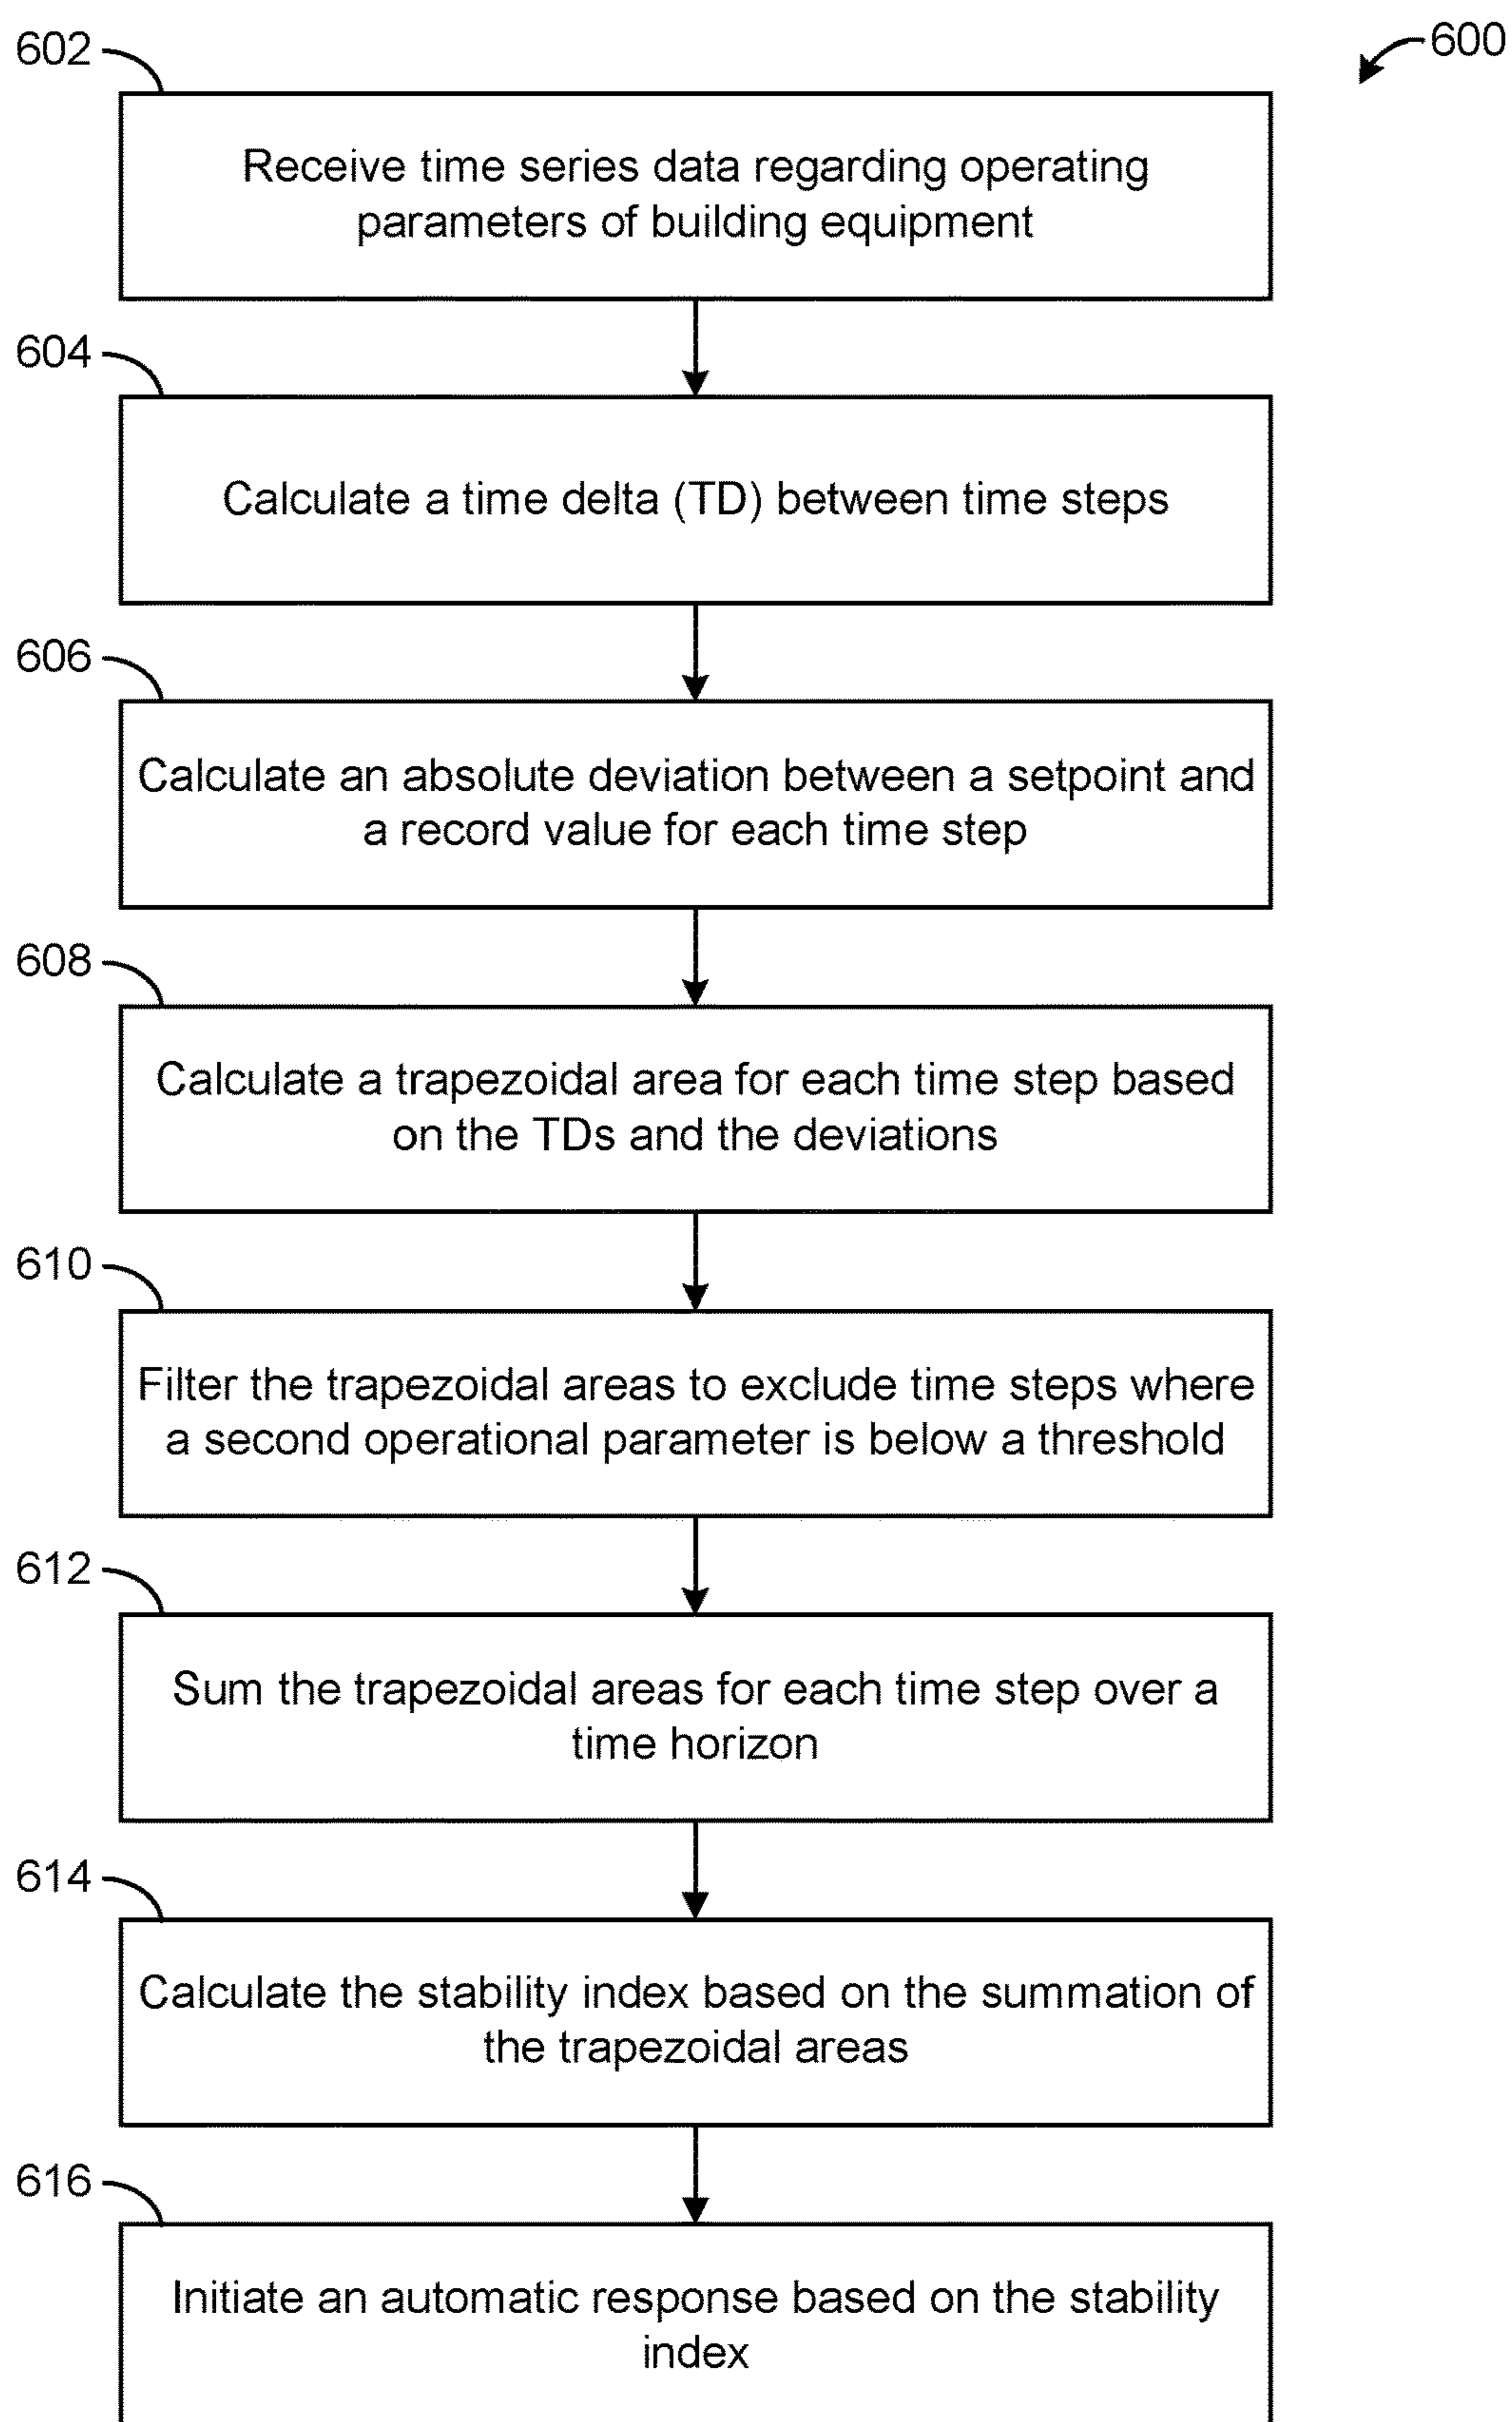 600
602
Receive time series data regarding operating
parameters of building equipment
604
Calculate a time delta (TD) between time steps
606
Calculate an absolute deviation between a setpoint and
a record value for each time step
608
Calculate a trapezoidal area for each time step based
on the TDs and the deviations
610
Filter the trapezoidal areas to exclude time steps where
a second operational parameter is below a threshold
612
Sum the trapezoidal areas for each time step over a
time horizon
614
Calculate the stability index based on the summation of
the trapezoidal areas
616
Initiate an automatic response based on the stability
index